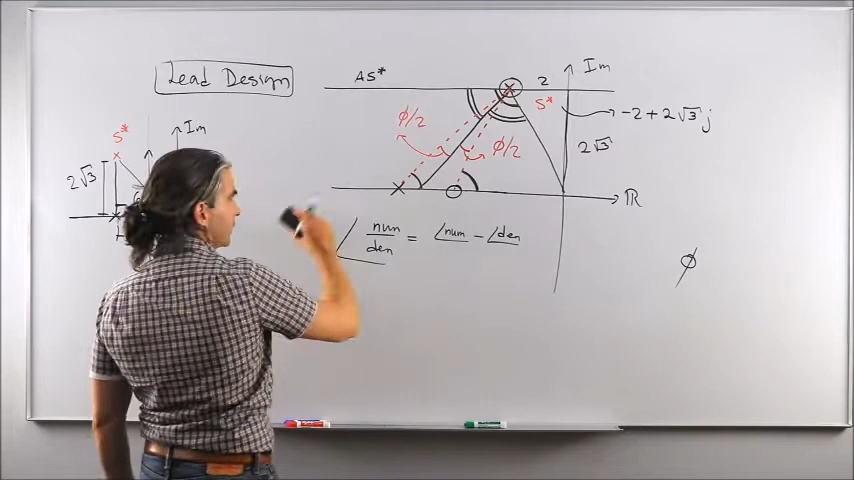 Lead Design
AS*
2
Im
S*
-2 + 2√3 j
2√3
ϕ/2
ϕ/2
ℝ
S*
Im
2√3
∠ num/den = ∠num - ∠den
ϕ